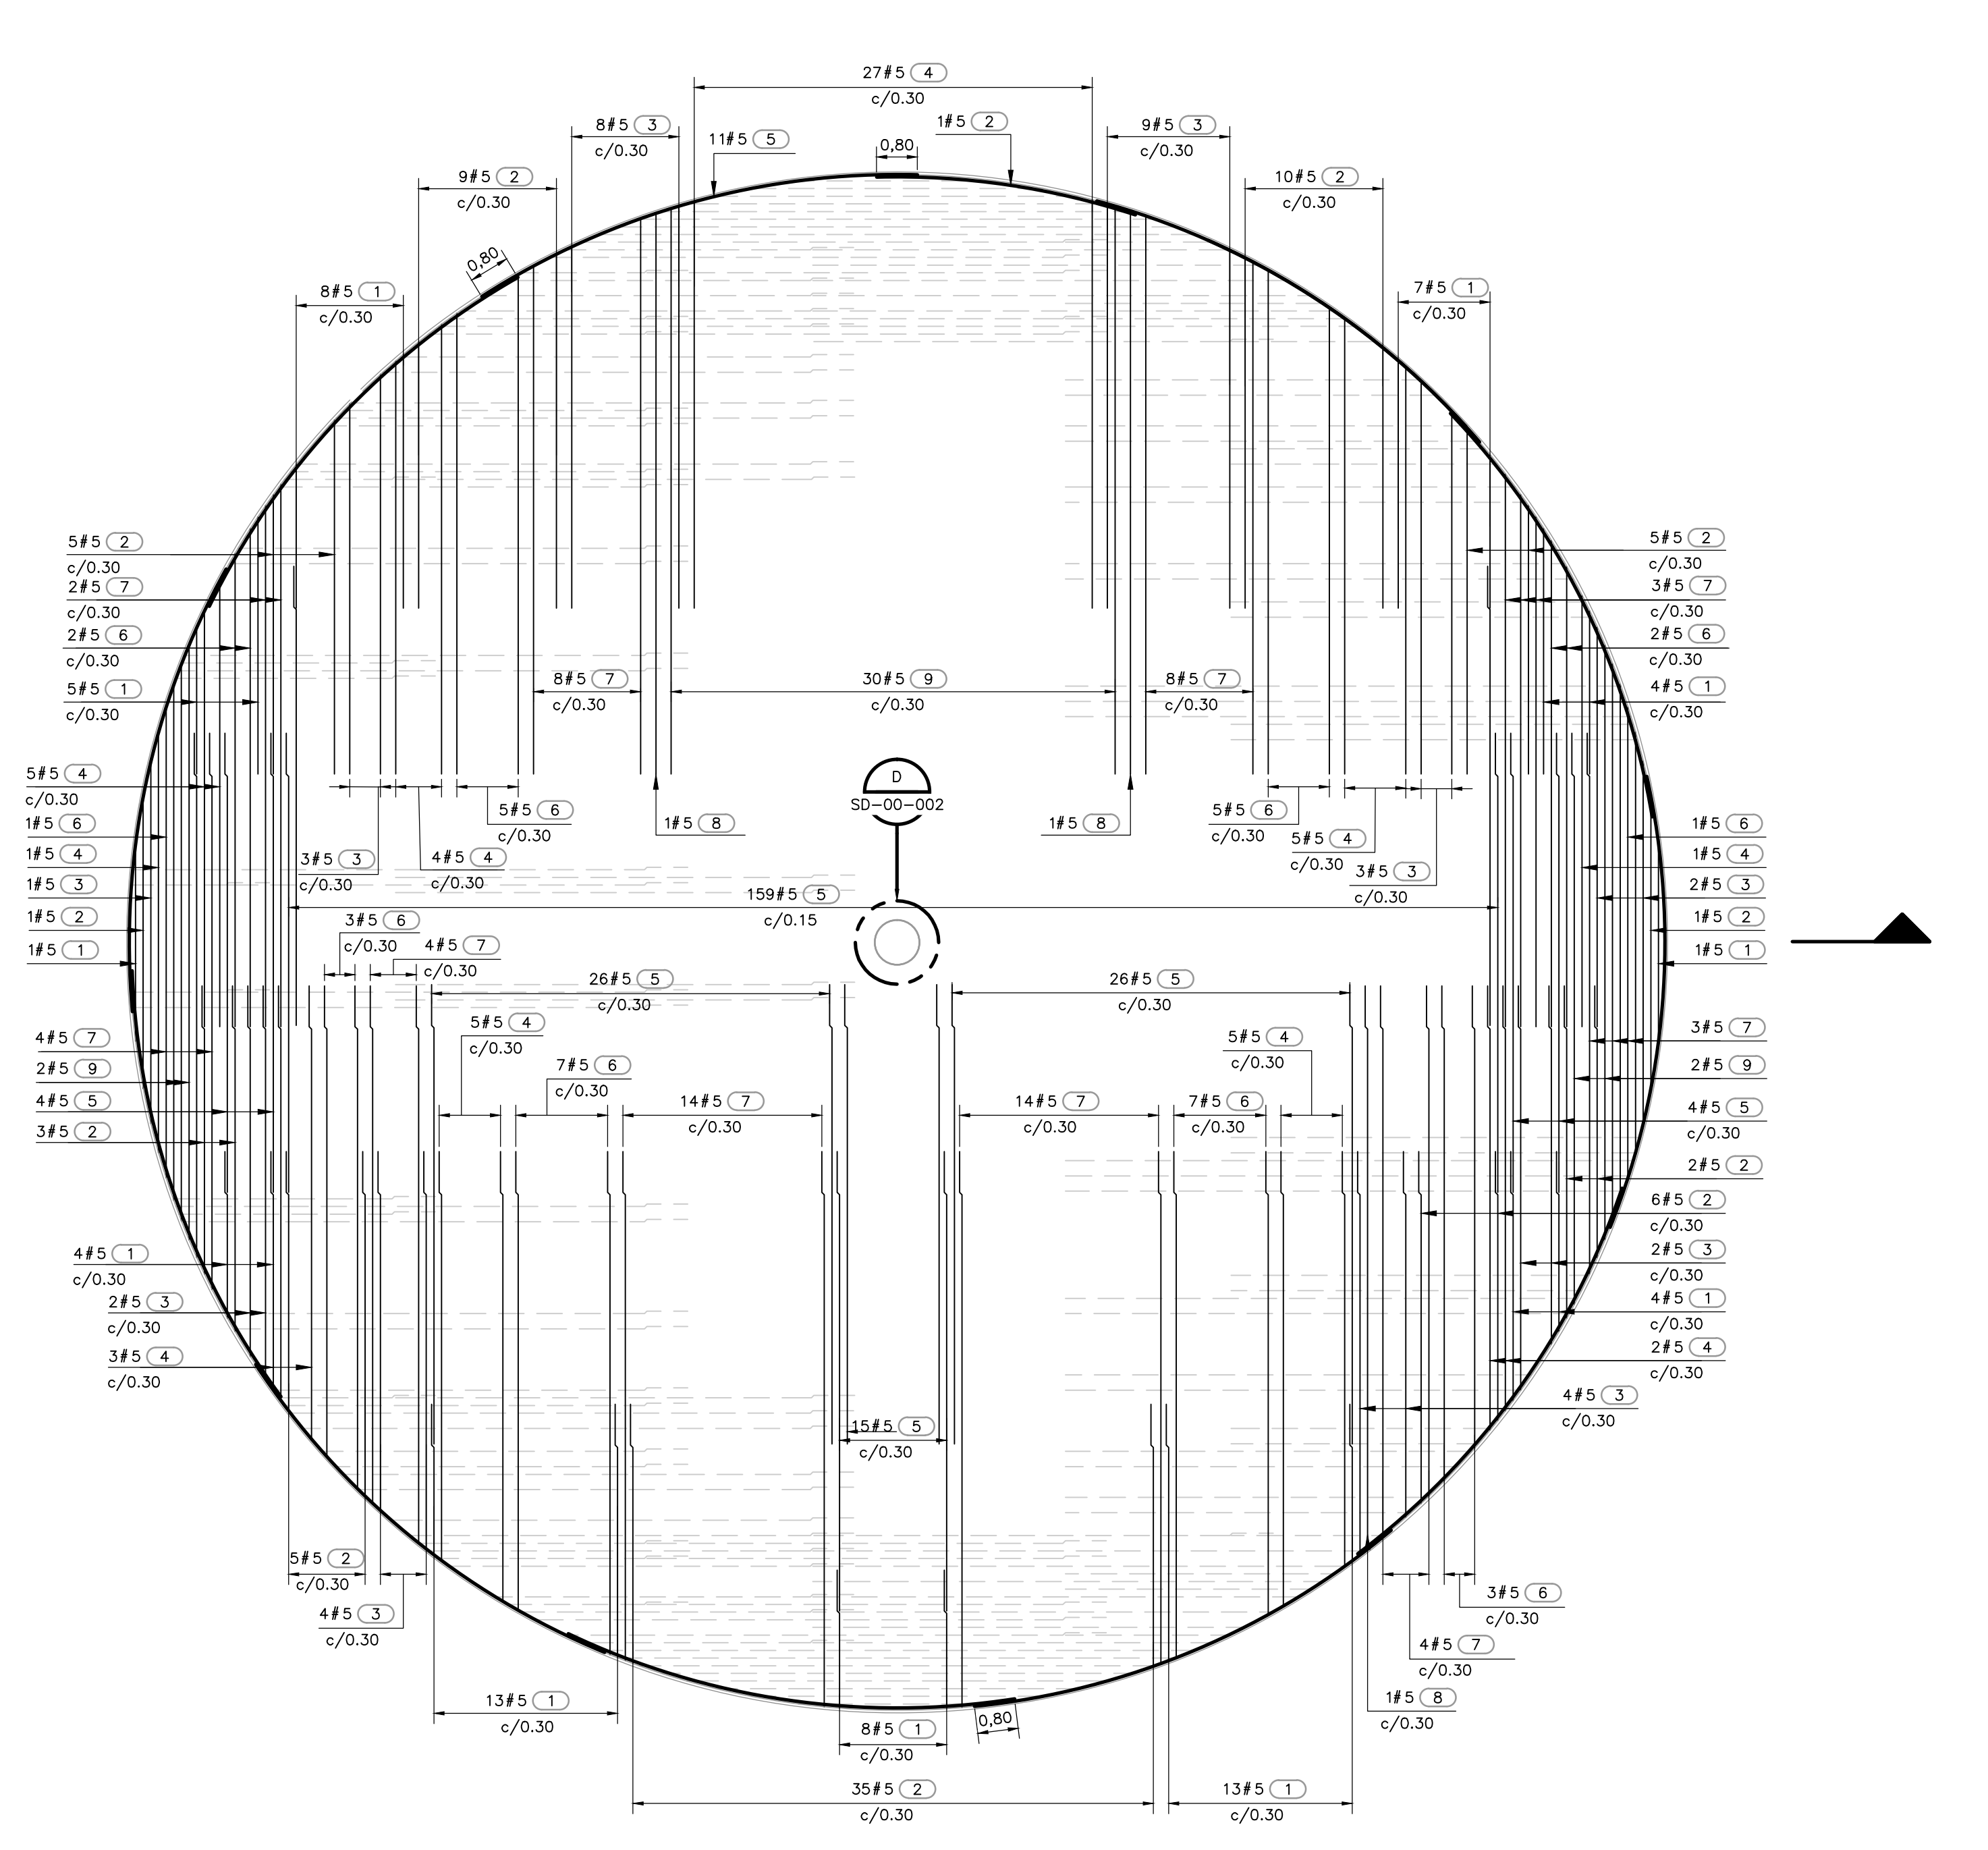 27#5 4
c/0.30
8#5 3
c/0.30
11#5 5
0,80
1#5 2
9#5 3
c/0.30
9#5 2
c/0.30
10#5 2
c/0.30
0,80
8#5 1
c/0.30
7#5 1
c/0.30
5#5 2
c/0.30
2#5 7
c/0.30
2#5 6
c/0.30
5#5 1
c/0.30
5#5 2
c/0.30
3#5 7
c/0.30
2#5 6
c/0.30
4#5 1
c/0.30
8#5 7
c/0.30
30#5 9
c/0.30
8#5 7
c/0.30
D
SD-00-002
5#5 4
c/0.30
1#5 6
1#5 4
1#5 3
1#5 2
1#5 1
3#5 3
c/0.30
4#5 4
c/0.30
5#5 6
c/0.30
1#5 8
1#5 8
5#5 6
c/0.30
5#5 4
c/0.30
3#5 3
c/0.30
1#5 6
1#5 4
2#5 3
1#5 2
1#5 1
159#5 5
c/0.15
3#5 6
c/0.30
4#5 7
c/0.30
26#5 5
c/0.30
26#5 5
c/0.30
5#5 4
c/0.30
7#5 6
c/0.30
14#5 7
c/0.30
14#5 7
c/0.30
7#5 6
c/0.30
5#5 4
c/0.30
4#5 7
2#5 9
4#5 5
3#5 2
3#5 7
2#5 9
4#5 5
c/0.30
2#5 2
4#5 1
c/0.30
2#5 3
c/0.30
3#5 4
c/0.30
6#5 2
c/0.30
2#5 3
c/0.30
4#5 1
c/0.30
2#5 4
c/0.30
4#5 3
c/0.30
15#5 5
c/0.30
5#5 2
c/0.30
4#5 3
c/0.30
3#5 6
c/0.30
4#5 7
c/0.30
1#5 8
c/0.30
13#5 1
c/0.30
8#5 1
c/0.30
0,80
35#5 2
c/0.30
13#5 1
c/0.30